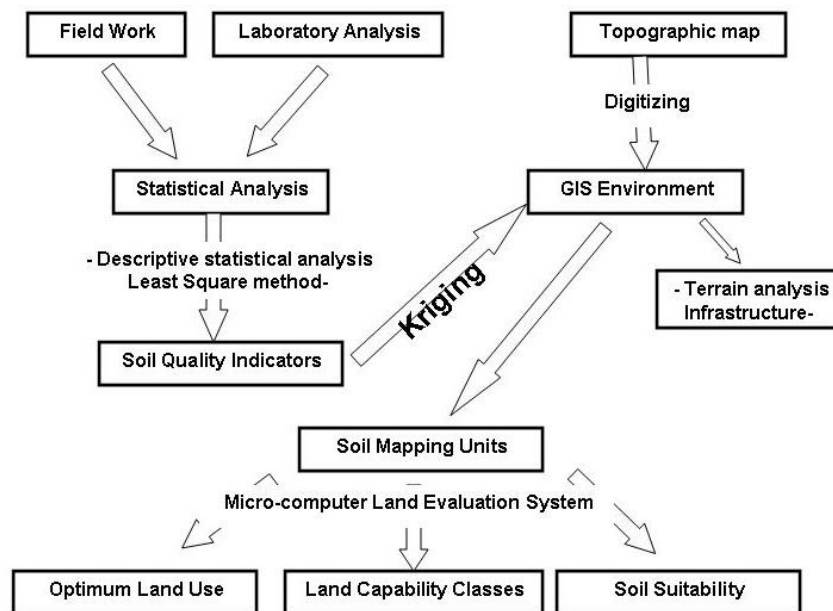 Field Work
Laboratory Analysis
Topographic map
Digitizing
Statistical Analysis
GIS Environment
- Descriptive statistical analysis
Least Square method-
Kriging
- Terrain analysis
Infrastructure-
Soil Quality Indicators
Soil Mapping Units
Micro-computer Land Evaluation System
Optimum Land Use
Land Capability Classes
Soil Suitability